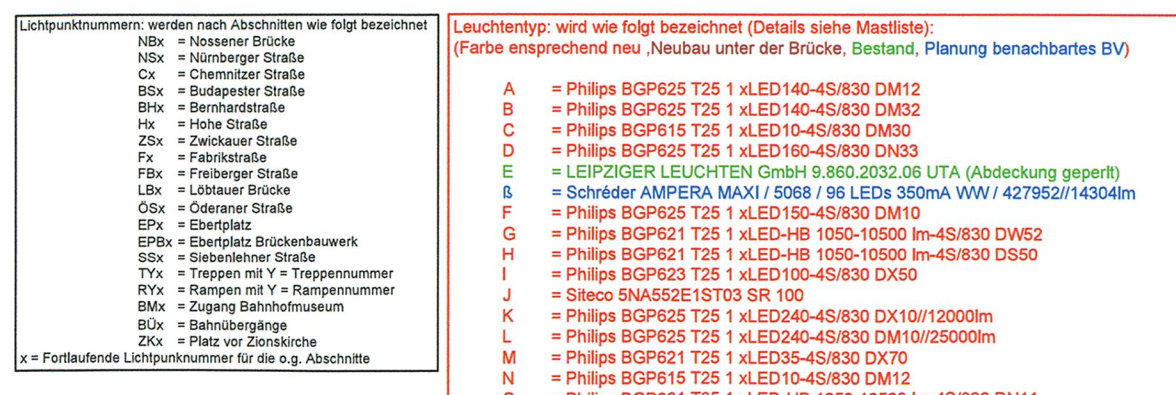 Lichtpunktnummern: werden nach Abschnitten wie folgt bezeichnet
NBx = Nossener Brücke
NSx = Nürnberger Straße
Cx = Chemnitzer Straße
BSx = Budapester Straße
BHx = Bernhardstraße
Hx = Hohe Straße
ZSx = Zwickauer Straße
Fx = Fabrikstraße
FBx = Freiberger Straße
LBx = Löbtauer Brücke
ÖSx = Öderaner Straße
EPx = Ebertplatz
EPBx = Ebertplatz Brückenbauwerk
SSx = Siebenlehner Straße
TYx = Treppen mit Y = Treppennummer
RYx = Rampen mit Y = Rampennummer
BMx = Zugang Bahnhofmuseum
BÜx = Bahnübergänge
ZKx = Platz vor Zionskirche
x = Fortlaufende Lichtpunknummer für die o.g. Abschnitte
Leuchtentyp: wird wie folgt bezeichnet (Details siehe Mastliste):
(Farbe ensprechend neu ,Neubau unter der Brücke, Bestand, Planung benachbartes BV)
A = Philips BGP625 T25 1 xLED140-4S/830 DM12
B = Philips BGP625 T25 1 xLED140-4S/830 DM32
C = Philips BGP615 T25 1 xLED10-4S/830 DM30
D = Philips BGP625 T25 1 xLED160-4S/830 DN33
E = LEIPZIGER LEUCHTEN GmbH 9.860.2032.06 UTA (Abdeckung geperlt)
ß = Schréder AMPERA MAXI / 5068 / 96 LEDs 350mA WW / 427952//14304lm
F = Philips BGP625 T25 1 xLED150-4S/830 DM10
G = Philips BGP621 T25 1 xLED-HB 1050-10500 lm-4S/830 DW52
H = Philips BGP621 T25 1 xLED-HB 1050-10500 lm-4S/830 DS50
I = Philips BGP623 T25 1 xLED100-4S/830 DX50
J = Siteco 5NA552E1ST03 SR 100
K = Philips BGP625 T25 1 xLED240-4S/830 DX10//12000lm
L = Philips BGP625 T25 1 xLED240-4S/830 DM10//25000lm
M = Philips BGP621 T25 1 xLED35-4S/830 DX70
N = Philips BGP615 T25 1 xLED10-4S/830 DM12